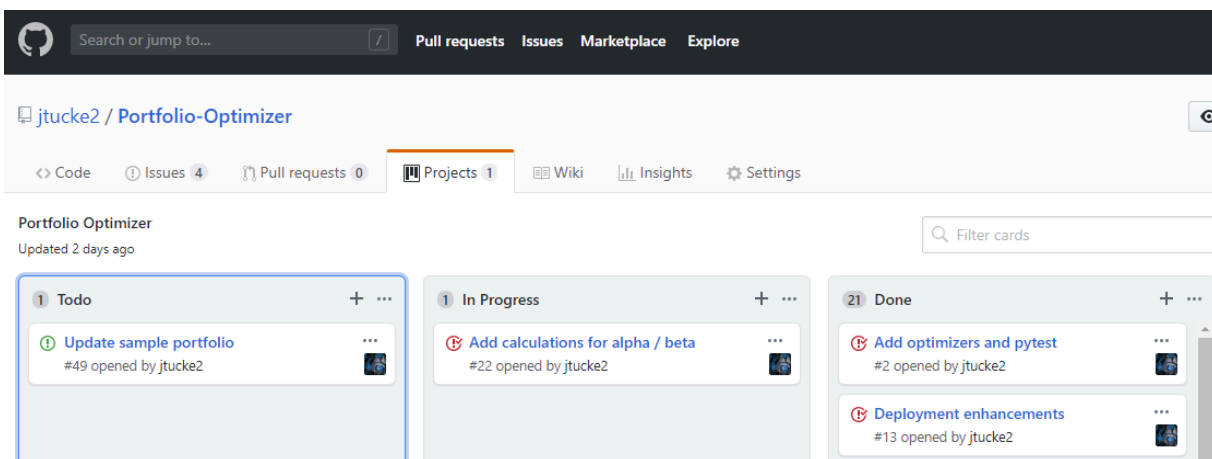 Search or jump to... /
Pull requests Issues Marketplace Explore
jtucke2 / Portfolio-Optimizer
<> Code Issues 4 Pull requests 0 Projects 1 Wiki Insights Settings
Portfolio Optimizer
Updated 2 days ago
Filter cards
1 Todo + ...
Update sample portfolio ...
#49 opened by jtucke2
1 In Progress + ...
Add calculations for alpha / beta ...
#22 opened by jtucke2
21 Done + ...
Add optimizers and pytest ...
#2 opened by jtucke2
Deployment enhancements ...
#13 opened by jtucke2